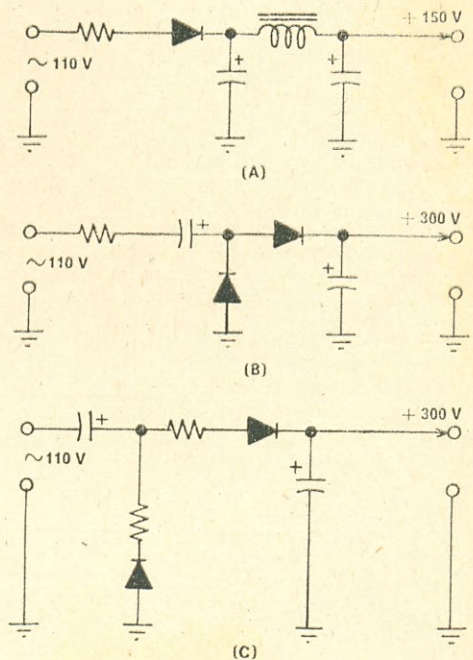 + 150 V
+
+
~ 110 V
(A)
+
+ 300 V
+
~110 V
(B)
+
+ 300 V
~110 V
+
(C)